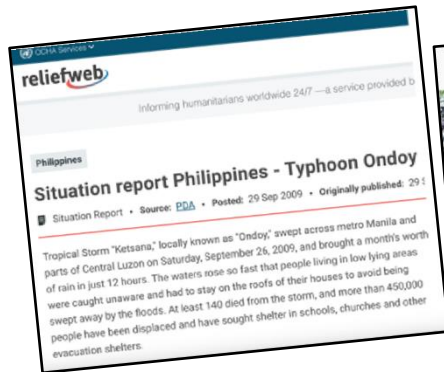 OCHA Services
reliefweb
Informing humanitarians worldwide 24/7 — a service provided b
Philippines
Situation report Philippines - Typhoon Ondoy
Situation Report • Source: PDA • Posted: 29 Sep 2009 • Originally published: 29
Tropical Storm "Ketsana," locally known as "Ondoy," swept across metro Manila and
parts of Central Luzon on Saturday, September 26, 2009, and brought a month's worth
of rain in just 12 hours. The waters rose so fast that people living in low lying areas
were caught unaware and had to stay on the roofs of their houses to avoid being
swept away by the floods. At least 140 died from the storm, and more than 450,000
people have been displaced and have sought shelter in schools, churches and other
evacuation shelters.